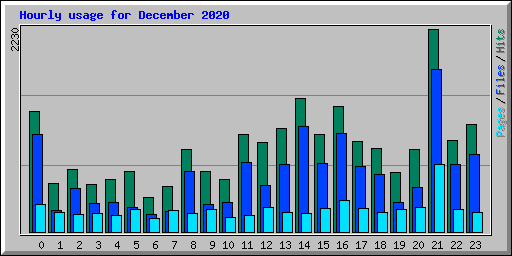 Hourly usage for December 2020
2230
Pages/Files/Hits
0 1 2 3 4 5 6 7 8 9 10 11 12 13 14 15 16 17 18 19 20 21 22 23